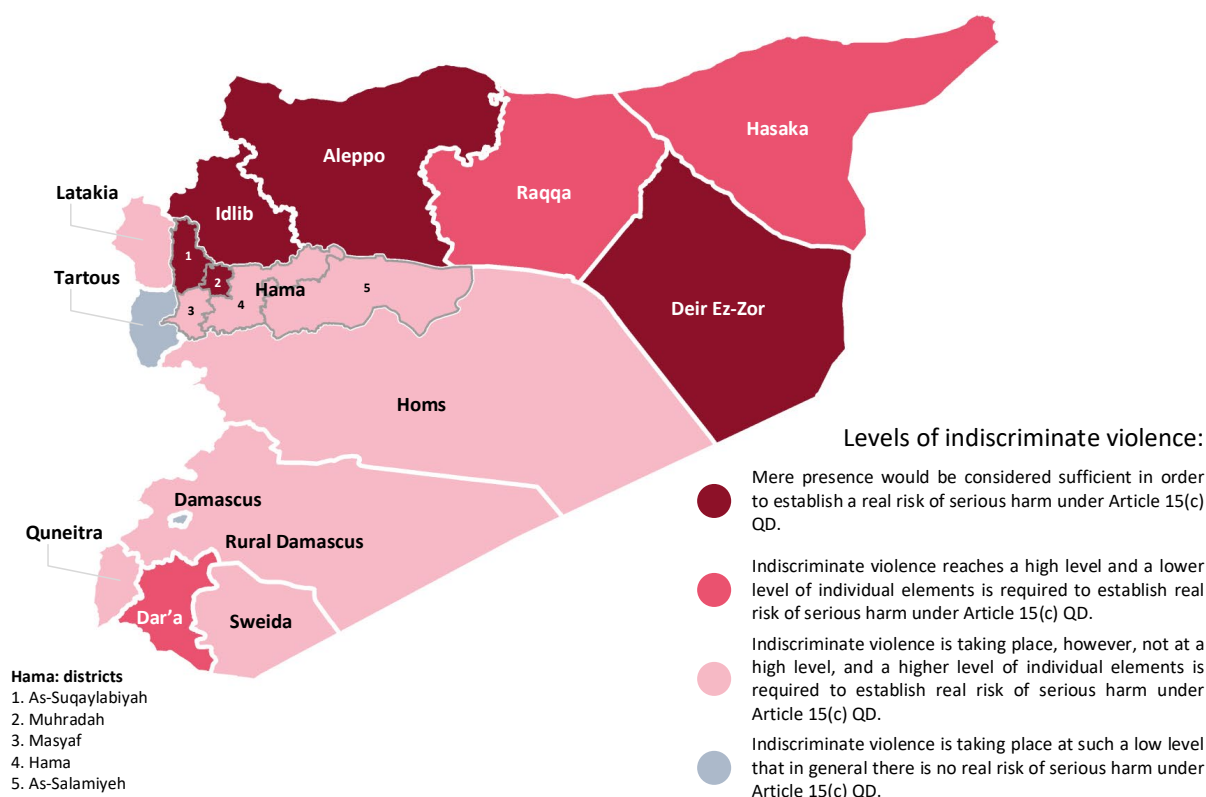 Hasaka
Aleppo
Raqqa
Latakia
Idlib
1
Tartous
2
Hama
5
3
4
Deir Ez-Zor
Homs
Levels of indiscriminate violence:
Mere presence would be considered sufficient in order
to establish a real risk of serious harm under Article 15(c)
QD.
Damascus
Quneitra
Rural Damascus
Indiscriminate violence reaches a high level and a lower
level of individual elements is required to establish real
risk of serious harm under Article 15(c) QD.
Dar’a
Sweida
Indiscriminate violence is taking place, however, not at a
high level, and a higher level of individual elements is
required to establish real risk of serious harm under
Article 15(c) QD.
Hama: districts
1. As-Suqaylabiyah
2. Muhradah
3. Masyaf
4. Hama
5. As-Salamiyeh
Indiscriminate violence is taking place at such a low level
that in general there is no real risk of serious harm under
Article 15(c) QD.